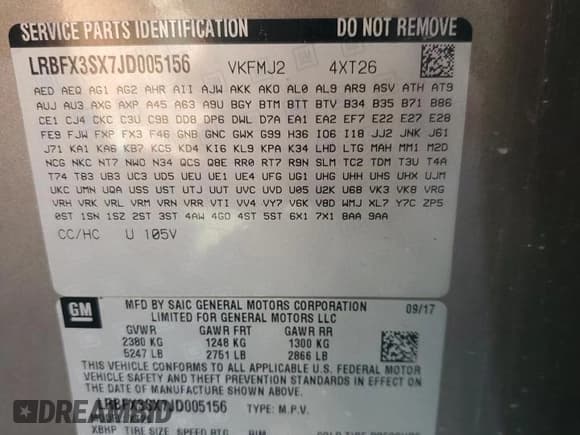 SERVICE PARTS IDENTIFICATION DO NOT REMOVE
LRBFX3SX7JD005156 VKFMJ2 4XT26
AED AEQ AG1 AG2 AHR AII AJW AKK AKO AL0 AL9 AR9 ASV ATH AT9
AUJ AU3 AXG AXP A45 A63 A9U BGY BTM BTT BTV B34 B35 B71 B86
CE1 CJ4 CKC C3U C9B DD8 DP6 DWL D7A EA1 EA2 EF7 E22 E27 E28
FE9 FJW FXP FX3 F46 GNB GNC GWX G99 H36 IO6 I18 JJ2 JNK J61
J71 KA1 KA6 KB7 KC5 KD4 KI6 KL9 KPA K34 LHD LTG MAH MM1 M2D
NCG NKC NT7 NWO N34 QCS Q8E RR0 RT7 R9N SLM TC2 TDM T3U T4A
T74 TB3 UB3 UC3 UD5 UEU UE1 UE4 UFG UG1 UHG UHH UHS UHX UJM
UKC UMN UQA USS UST UTJ UUT UVC UVD U05 U2K U68 VK3 VK8 VRG
VRH VRK VRL VRM VRN VRR VTI VV4 VY7 V6K V8D WMJ XL7 Y7C ZP5
0ST 1SN 1SZ 2ST 3ST 4AW 4GO 4ST 5ST 6X1 7X1 8AA 9AA
CC/HC U 105V
GM
MFD BY SAIC GENERAL MOTORS CORPORATION
LIMITED FOR GENERAL MOTORS LLC
09/17
GVWR GAWR FRT GAWR RR
2380 KG 1248 KG 1300 KG
5247 LB 2751 LB 2866 LB
THIS VEHICLE CONFORMS TO ALL APPLICABLE U.S. FEDERAL MOTOR
VEHICLE SAFETY AND THEFT PREVENTION STANDARDS IN EFFECT ON THE
DATE OF MANUFACTURE SHOWN ABOVE.
LRBFX3SX7JD005156 TYPE: M.P.V.
DREAMBID